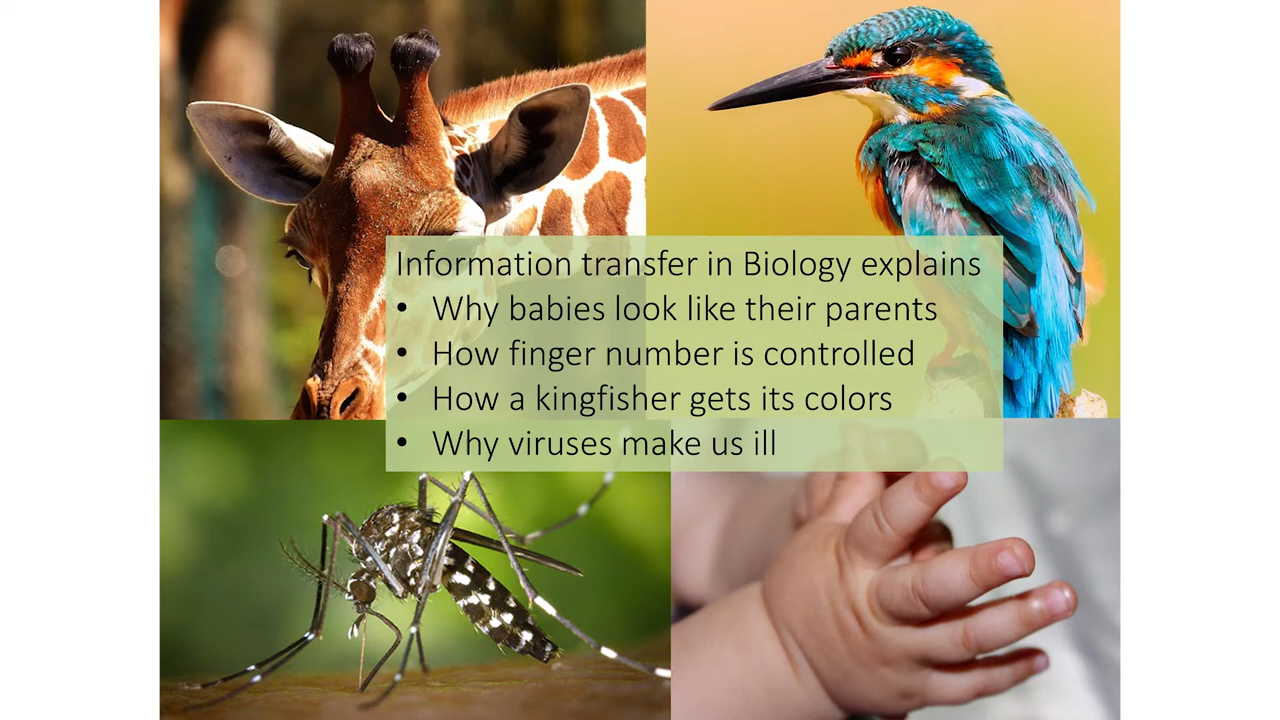 Information transfer in Biology explains
• Why babies look like their parents
• How finger number is controlled
• How a kingfisher gets its colors
• Why viruses make us ill